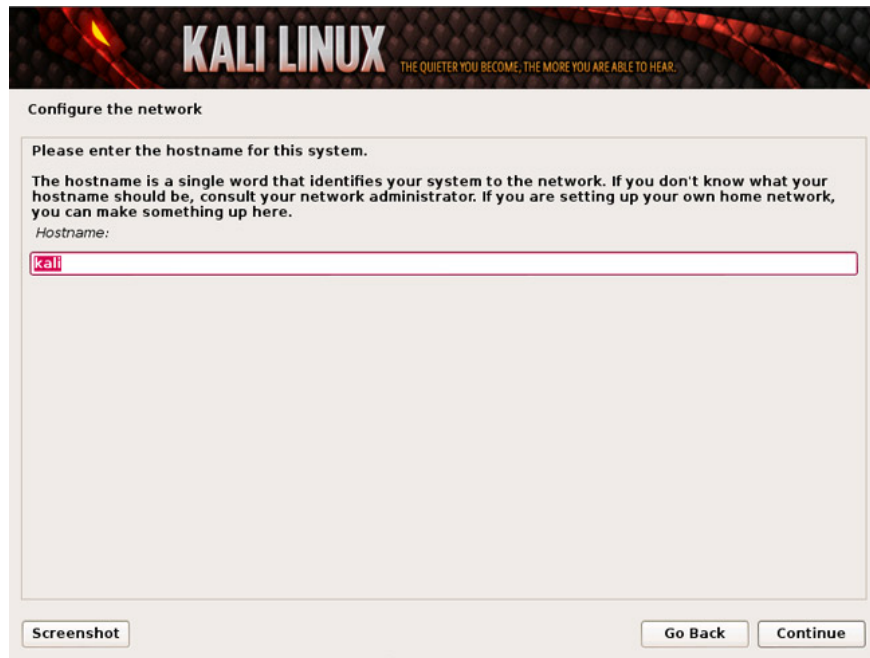 KALI LINUX THE QUIETER YOU BECOME, THE MORE YOU ARE ABLE TO HEAR.
Configure the network
Please enter the hostname for this system.
The hostname is a single word that identifies your system to the network. If you don't know what your
hostname should be, consult your network administrator. If you are setting up your own home network,
you can make something up here.
Hostname:
kali
Screenshot Go Back Continue